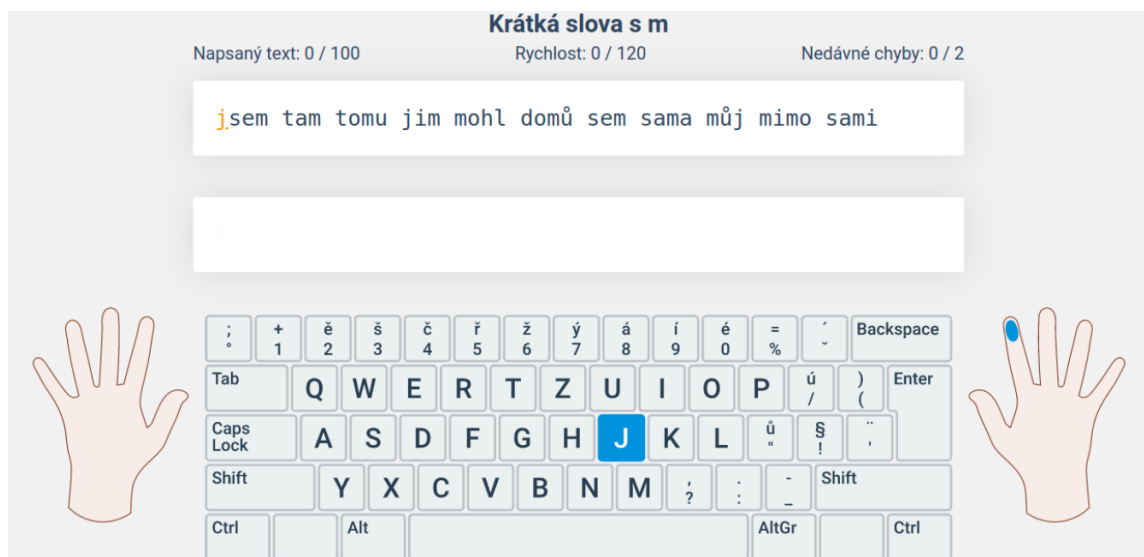 Krátká slova s m
Napsaný text: 0 / 100 Rychlost: 0 / 120 Nedávné chyby: 0 / 2
jsem tam tomu jim mohl domů sem sama můj mimo sami
; + ě š č ř ž ý á í é = ´ Backspace
° 1 2 3 4 5 6 7 8 9 0 % ˇ
Tab Q W E R T Z U I O P ú ) Enter
/ (
Caps Lock A S D F G H J K L ů § ¨
" ! '
Shift Y X C V B N M , . - Shift
? : _
Ctrl Alt AltGr Ctrl